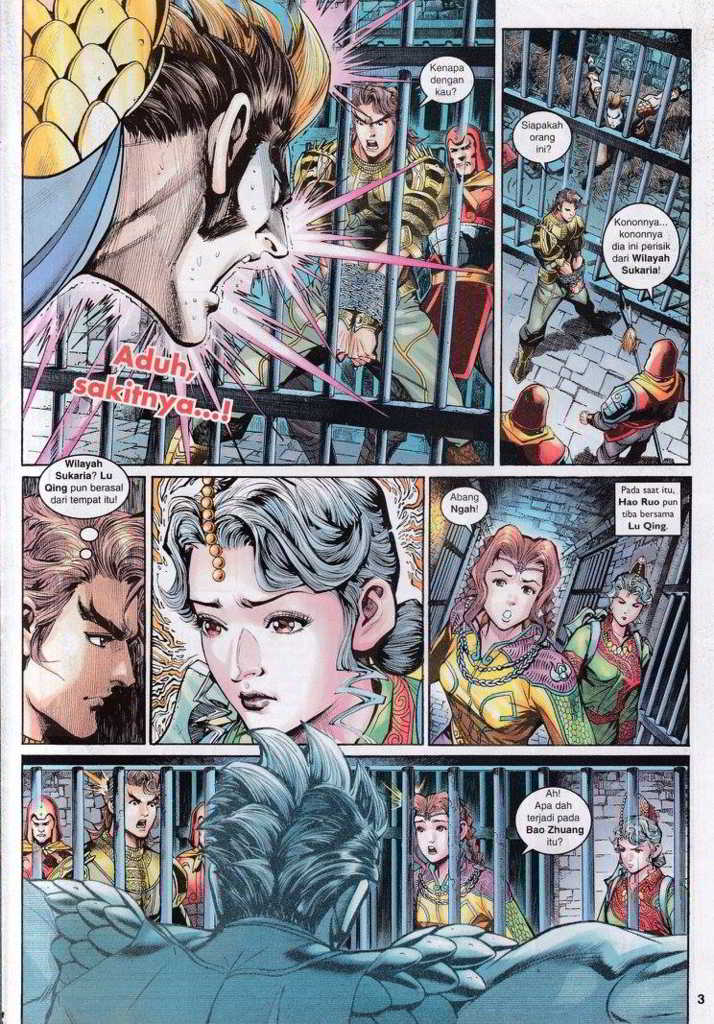 Kenapa
dengan
kau?
Aduh,
sakitnya...!
Siapakah
orang
ini?
Kononnya...
kononnya
dia ini perisik
dari Wilayah
Sukaria!
Wilayah
Sukaria? Lu
Qing pun berasal
dari tempat itu!
Abang
Ngah!
Pada saat itu,
Hao Ruo pun
tiba bersama
Lu Qing.
Ah!
Apa dah
terjadi pada
Bao Zhuang
itu?
3